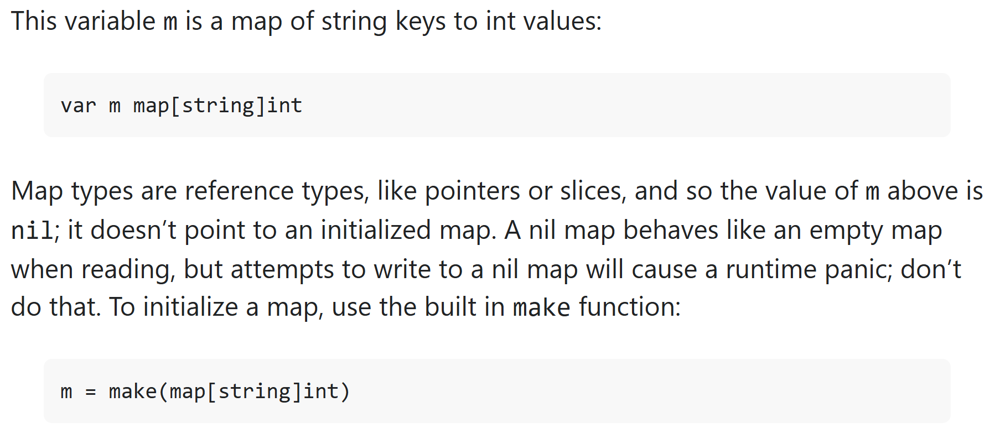 This variable m is a map of string keys to int values:
var m map[string]int
Map types are reference types, like pointers or slices, and so the value of m above is
nil; it doesn’t point to an initialized map. A nil map behaves like an empty map
when reading, but attempts to write to a nil map will cause a runtime panic; don’t
do that. To initialize a map, use the built in make function:
m = make(map[string]int)